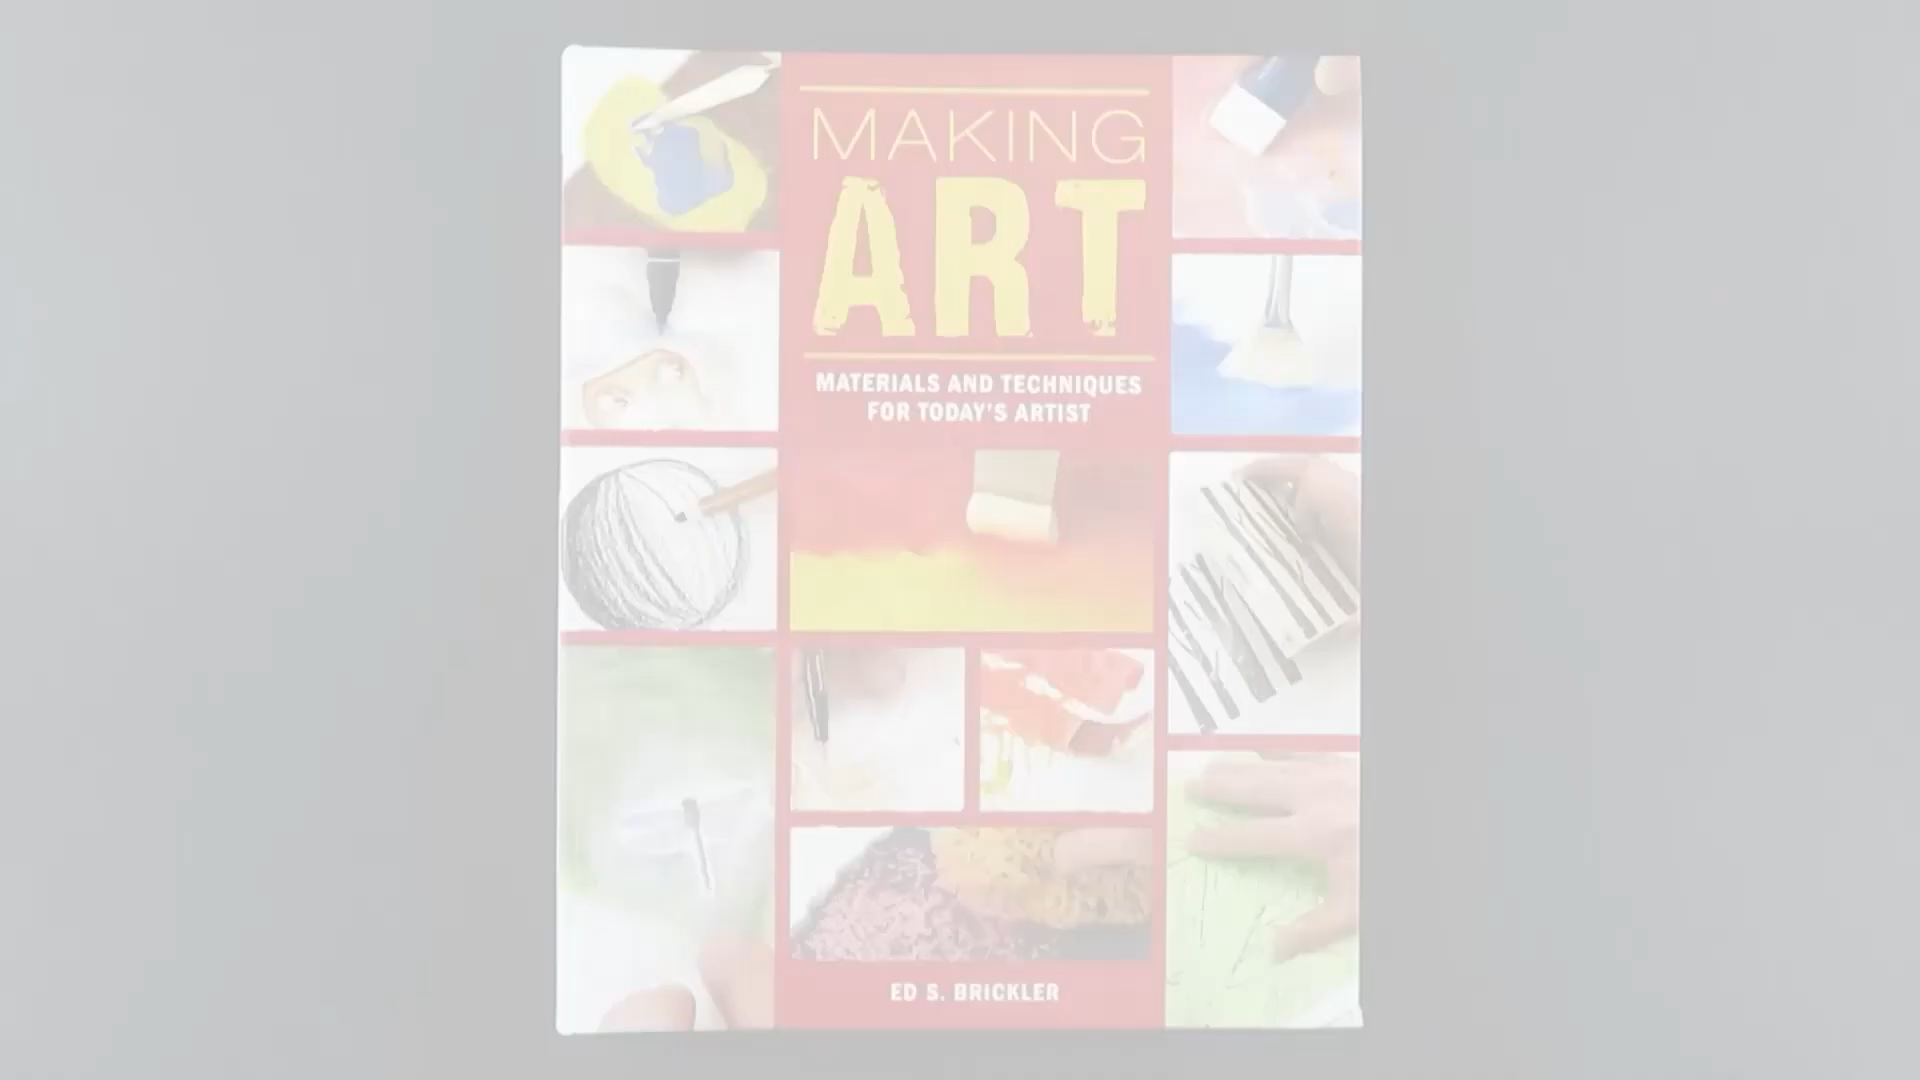 MAKING
ART
MATERIALS AND TECHNIQUES
FOR TODAY'S ARTIST
ED S. BRICKLER